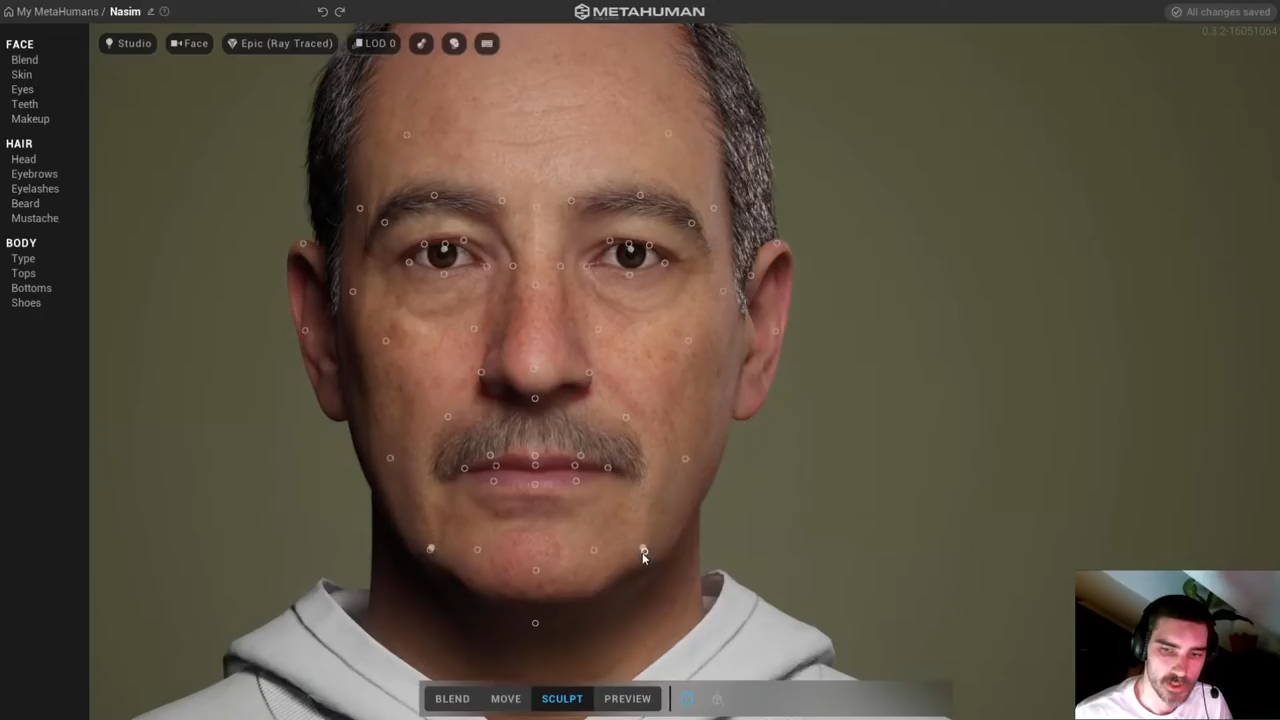 My MetaHumans / Nasim
METAHUMAN
All changes saved
0.3.2-16051064
Studio
Face
Epic (Ray Traced)
LOD 0
FACE
Blend
Skin
Eyes
Teeth
Makeup
HAIR
Head
Eyebrows
Eyelashes
Beard
Mustache
BODY
Type
Tops
Bottoms
Shoes
BLEND MOVE SCULPT PREVIEW